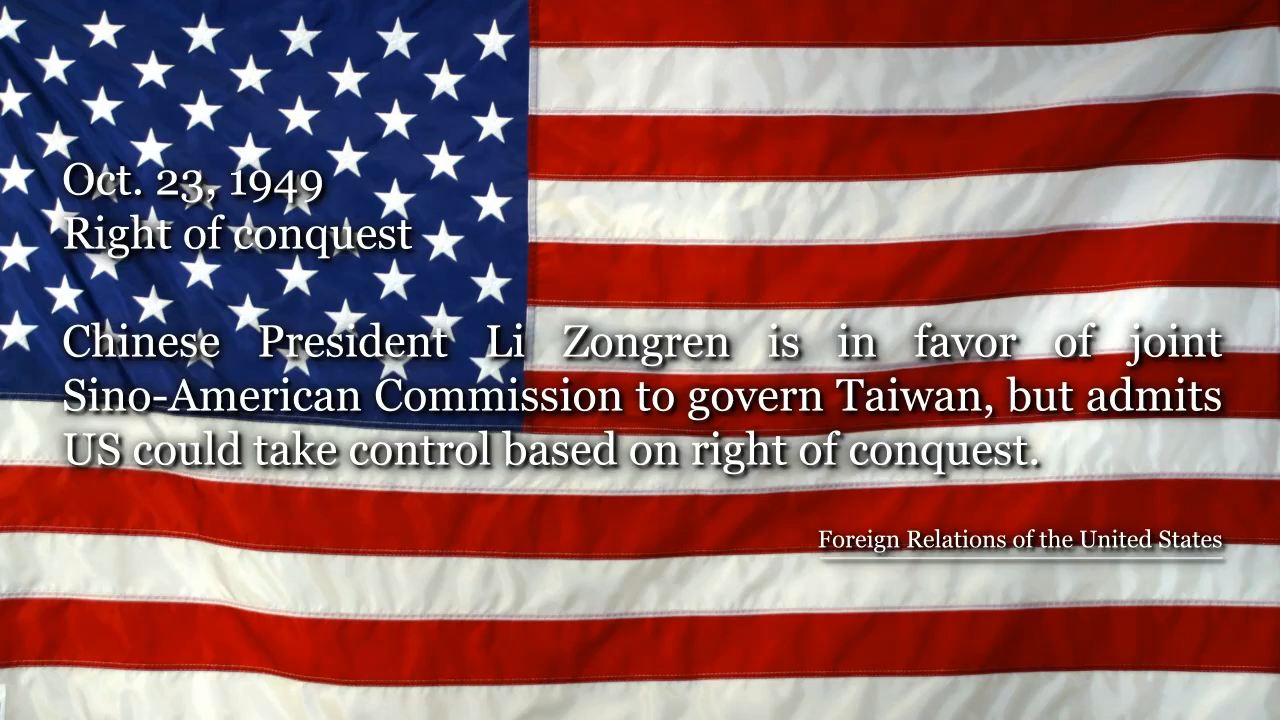 Oct. 23, 1949
Right of conquest
Chinese President Li Zongren is in favor of joint
Sino-American Commission to govern Taiwan, but admits
US could take control based on right of conquest.
Foreign Relations of the United States